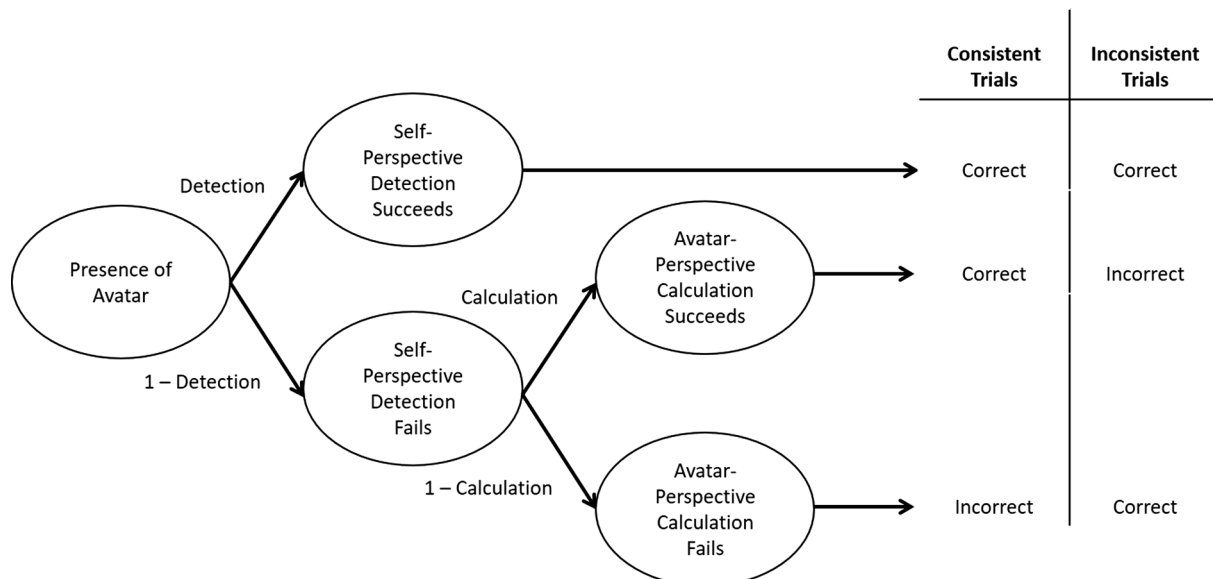 Consistent
Trials
Inconsistent
Trials
Self-
Perspective
Detection
Succeeds
Correct
Correct
Detection
Presence of
Avatar
Avatar-
Perspective
Calculation
Succeeds
Correct
Incorrect
Calculation
1 – Detection
Self-
Perspective
Detection
Fails
1 – Calculation
Avatar-
Perspective
Calculation
Fails
Incorrect
Correct